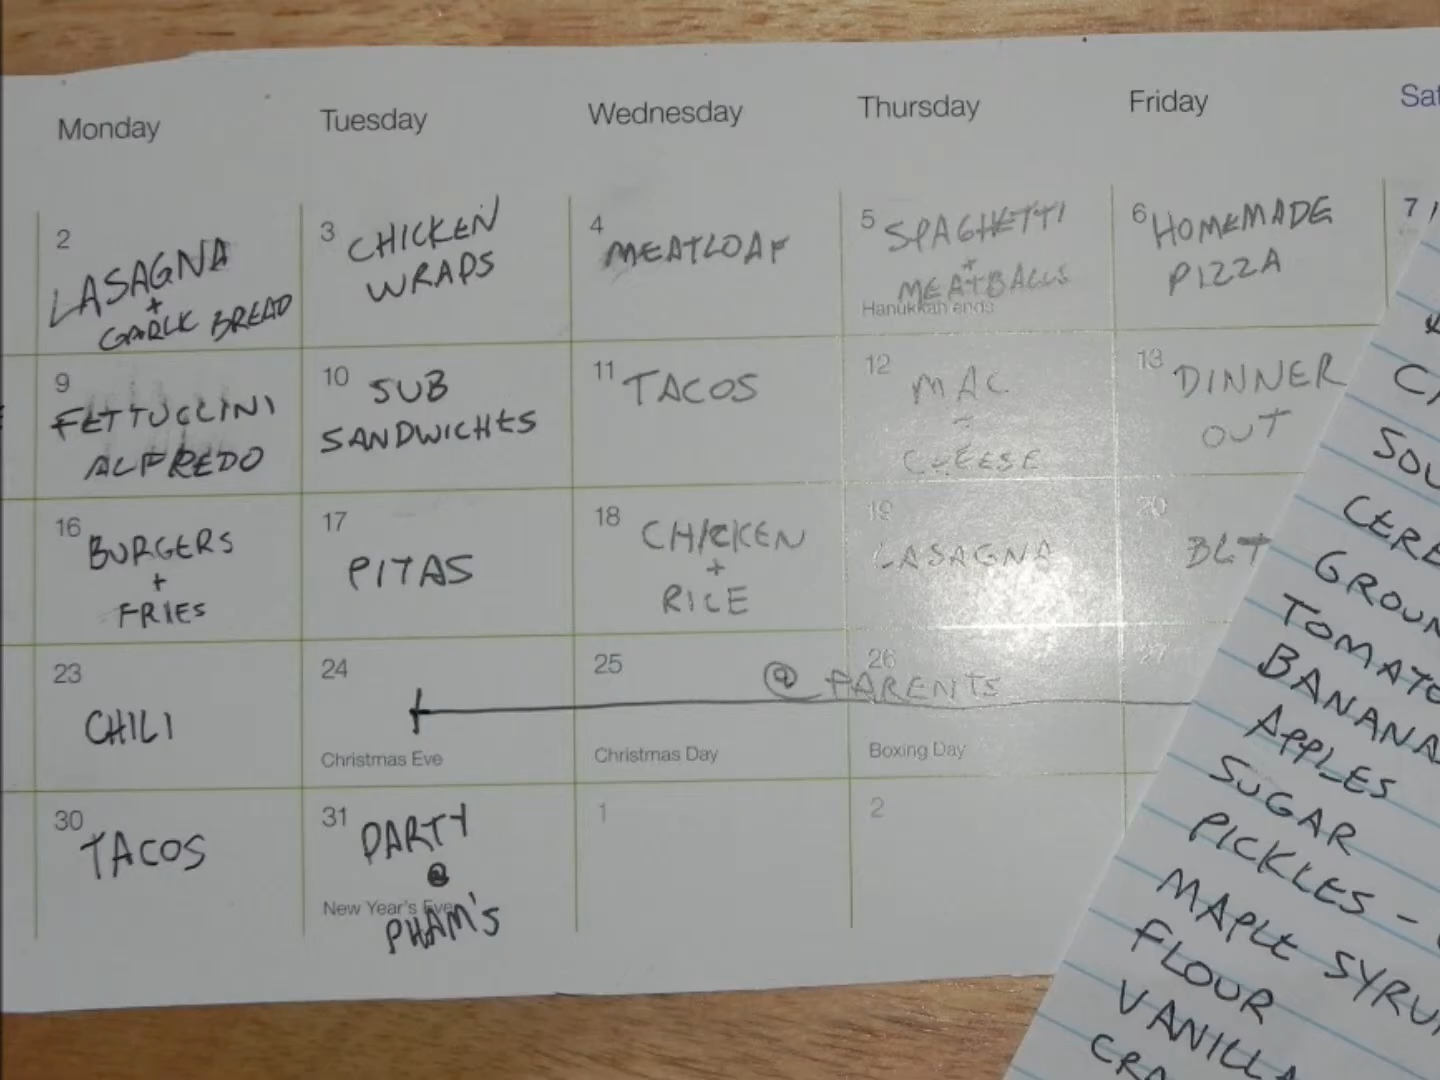 Monday Tuesday Wednesday Thursday Friday
2 LASAGNA
+
GARLIC BREAD
3 CHICKEN
WRAPS
4
MEATLOAF
5 SPAGHETTI
+
MEATBALLS
Hanukkah ends
6 HOMEMADE
PIZZA
7
9
FETTUCCINI
ALFREDO
10 SUB
SANDWICHES
11 TACOS
12 MAC
CHEESE
13 DINNER
OUT
16 BURGERS
+
FRIES
17
PITAS
18 CHICKEN
+
RICE
19
LASAGNA
20
BLT
23
CHILI
24
Christmas Eve
25
Christmas Day
26
@ PARENTS
Boxing Day
27
30
TACOS
31 PARTY
@
New Year's Eve
PHAM'S
1
2
TOMATO
BANANA
APPLES
SUGAR
PICKLES -
MAPLE SYRU
FLOUR
VANILLA